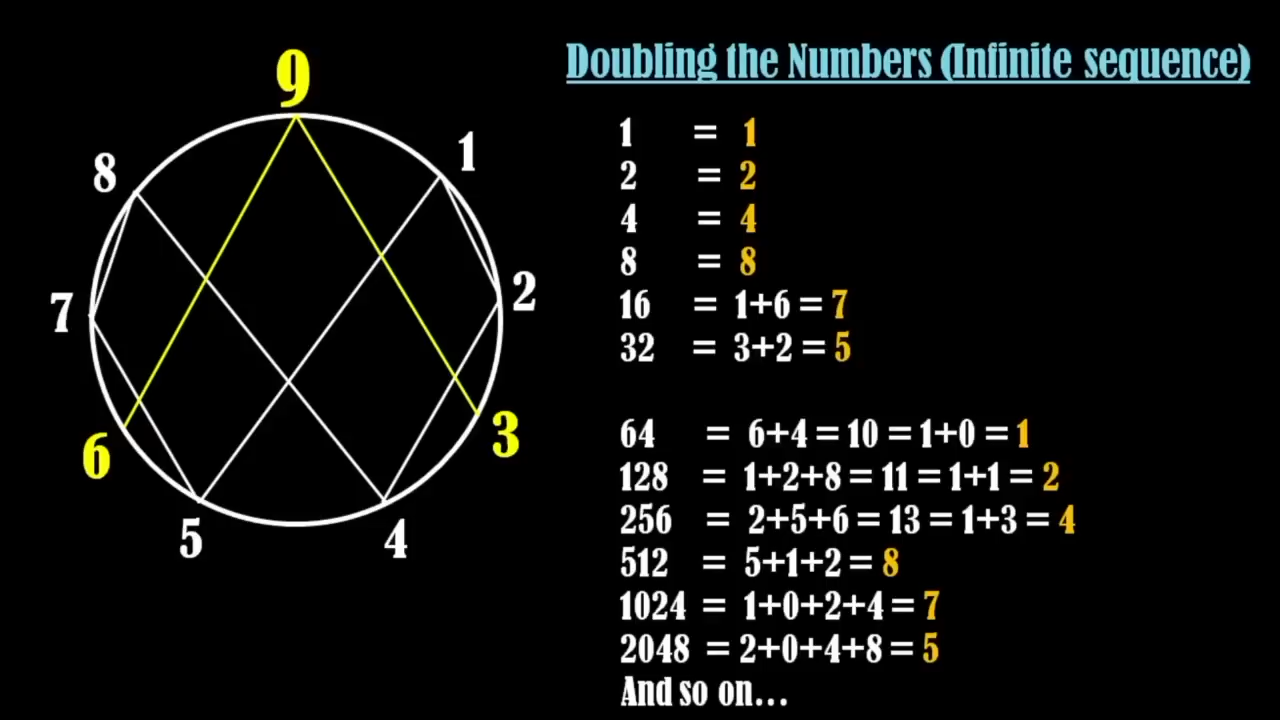 9
8
1
7
2
6
3
5
4
Doubling the Numbers (Infinite sequence)
1 = 1
2 = 2
4 = 4
8 = 8
16 = 1+6 = 7
32 = 3+2 = 5
64 = 6+4 = 10 = 1+0 = 1
128 = 1+2+8 = 11 = 1+1 = 2
256 = 2+5+6 = 13 = 1+3 = 4
512 = 5+1+2 = 8
1024 = 1+0+2+4 = 7
2048 = 2+0+4+8 = 5
And so on...